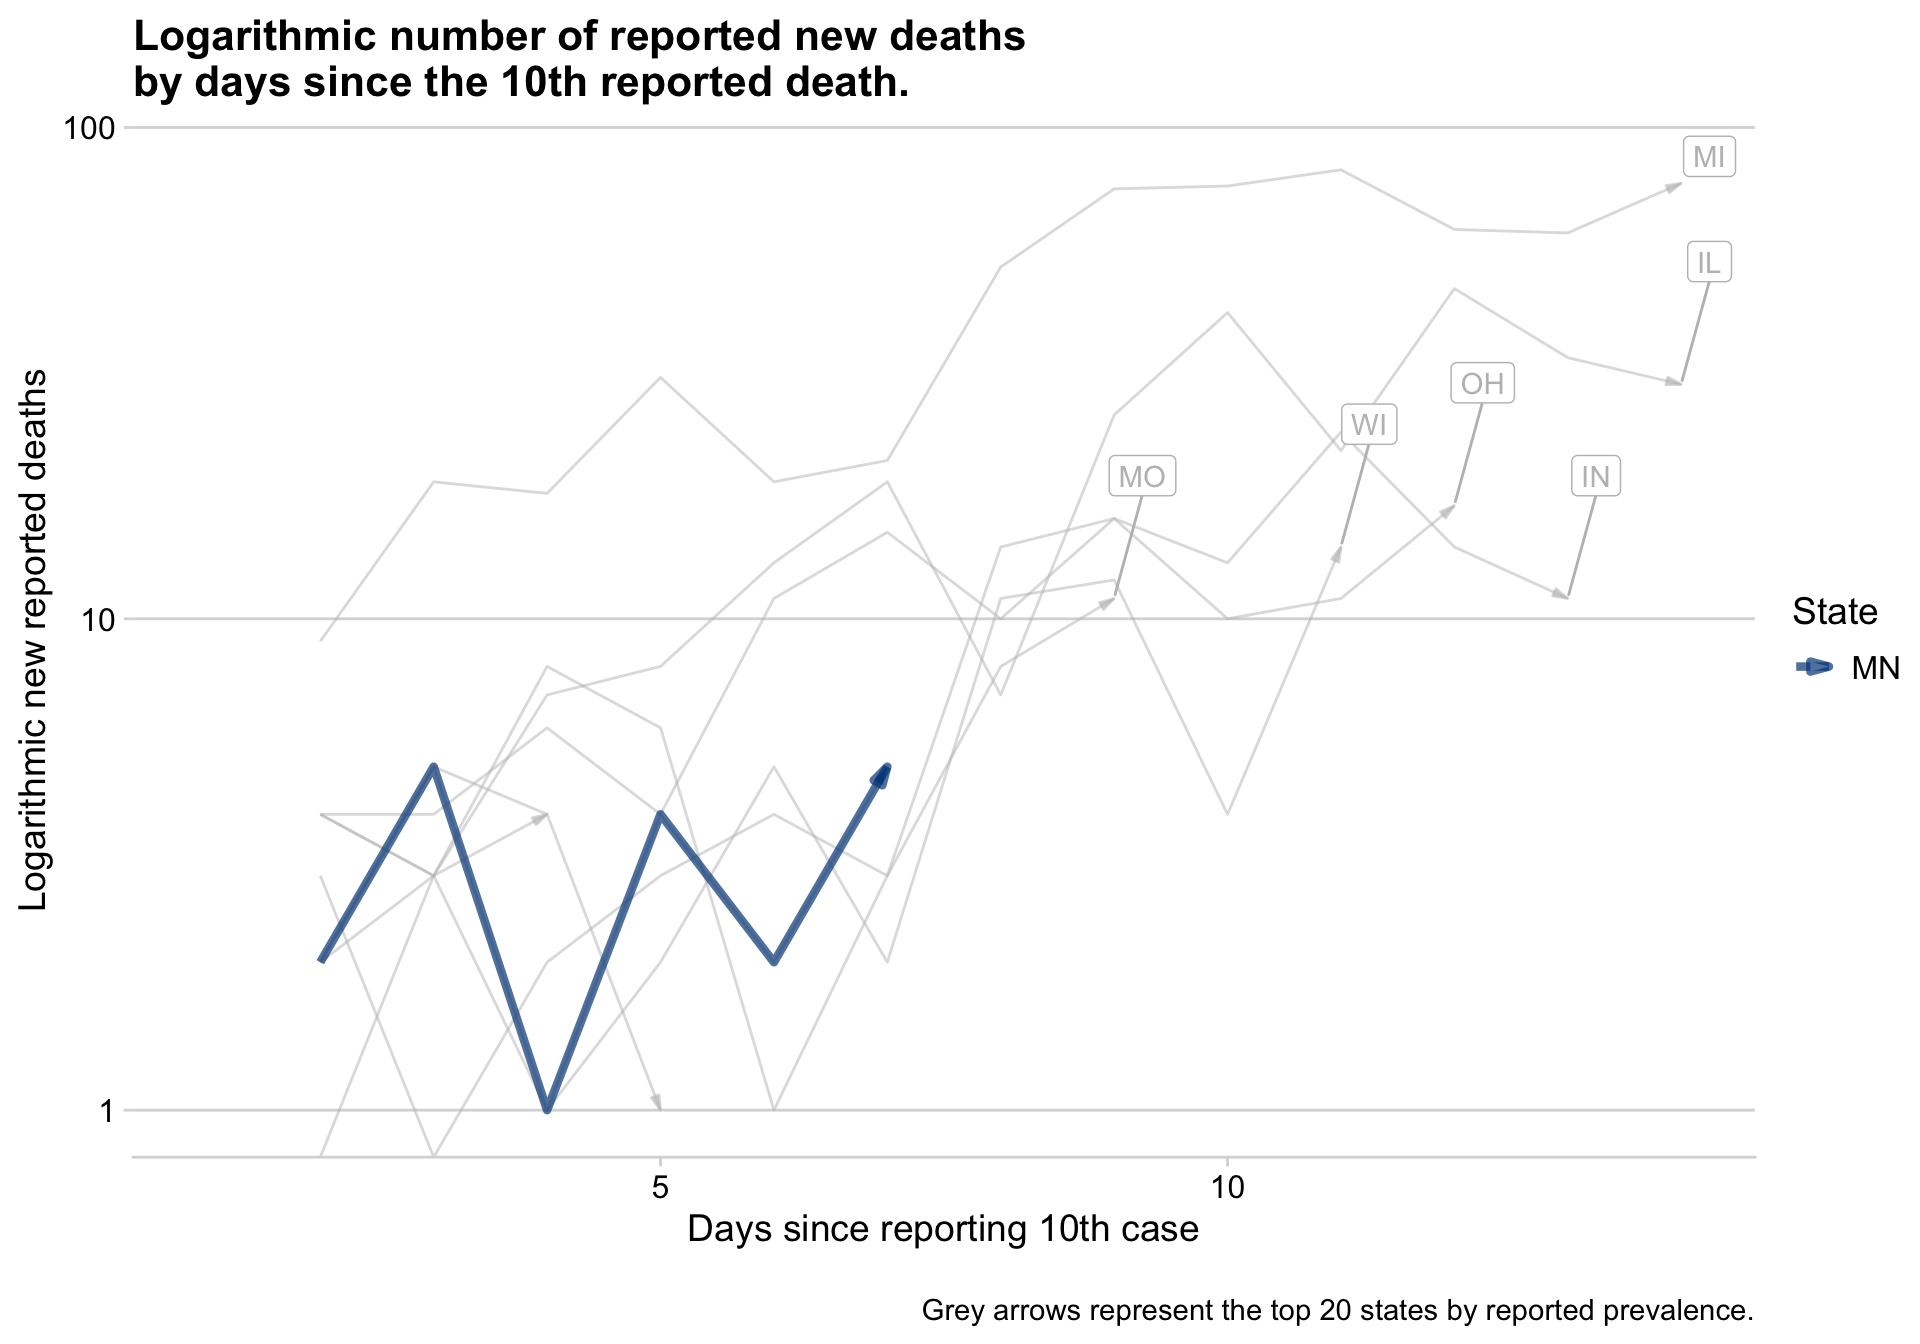 Logarithmic number of reported new deaths
by days since the 10th reported death.
100
MI
IL
OH
WI
MO
IN
Logarithmic new reported deaths
10
State
MN
1
5
10
Days since reporting 10th case
Grey arrows represent the top 20 states by reported prevalence.